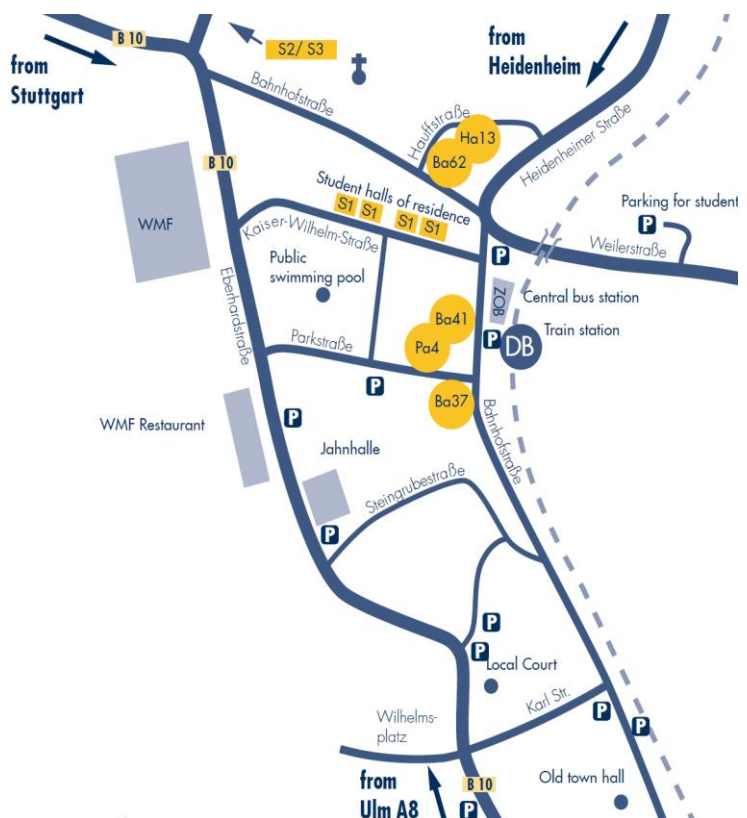 B 10
S2/ S3
from
Stuttgart
from
Heidenheim
Bahnhofstraße
Hauffstraße
Ha13
Ba62
Heidenheimer Straße
B 10
Student halls of residence
S1 S1 S1 S1
Parking for student
P
WMF
Kaiser-Wilhelm-Straße
Weilerstraße
P
Public
swimming pool
ZOB
Central bus station
Eberhardstraße
Ba41
Train station
P
DB
Parkstraße
Pa4
P
Ba37
WMF Restaurant
P
Bahnhofstraße
Jahnhalle
Steingrubestraße
P
P
P
Local Court
Karl Str.
Wilhelms-
platz
P
P
from
Ulm A8
B 10
P
Old town hall